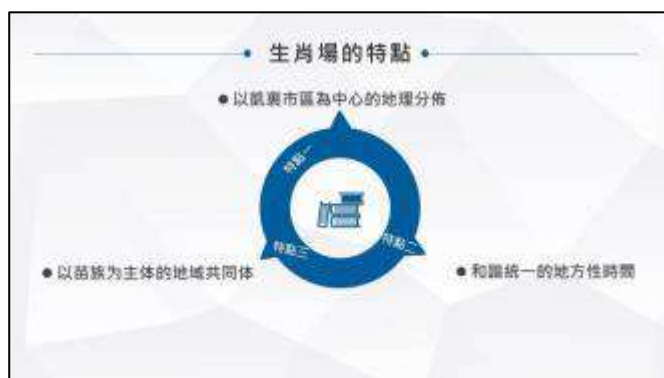 生肖場的特點
● 以凱裏市區為中心的地理分佈
特點一
特點二
特點三
● 以苗族为主体的地域共同体
● 和諧統一的地方性時間